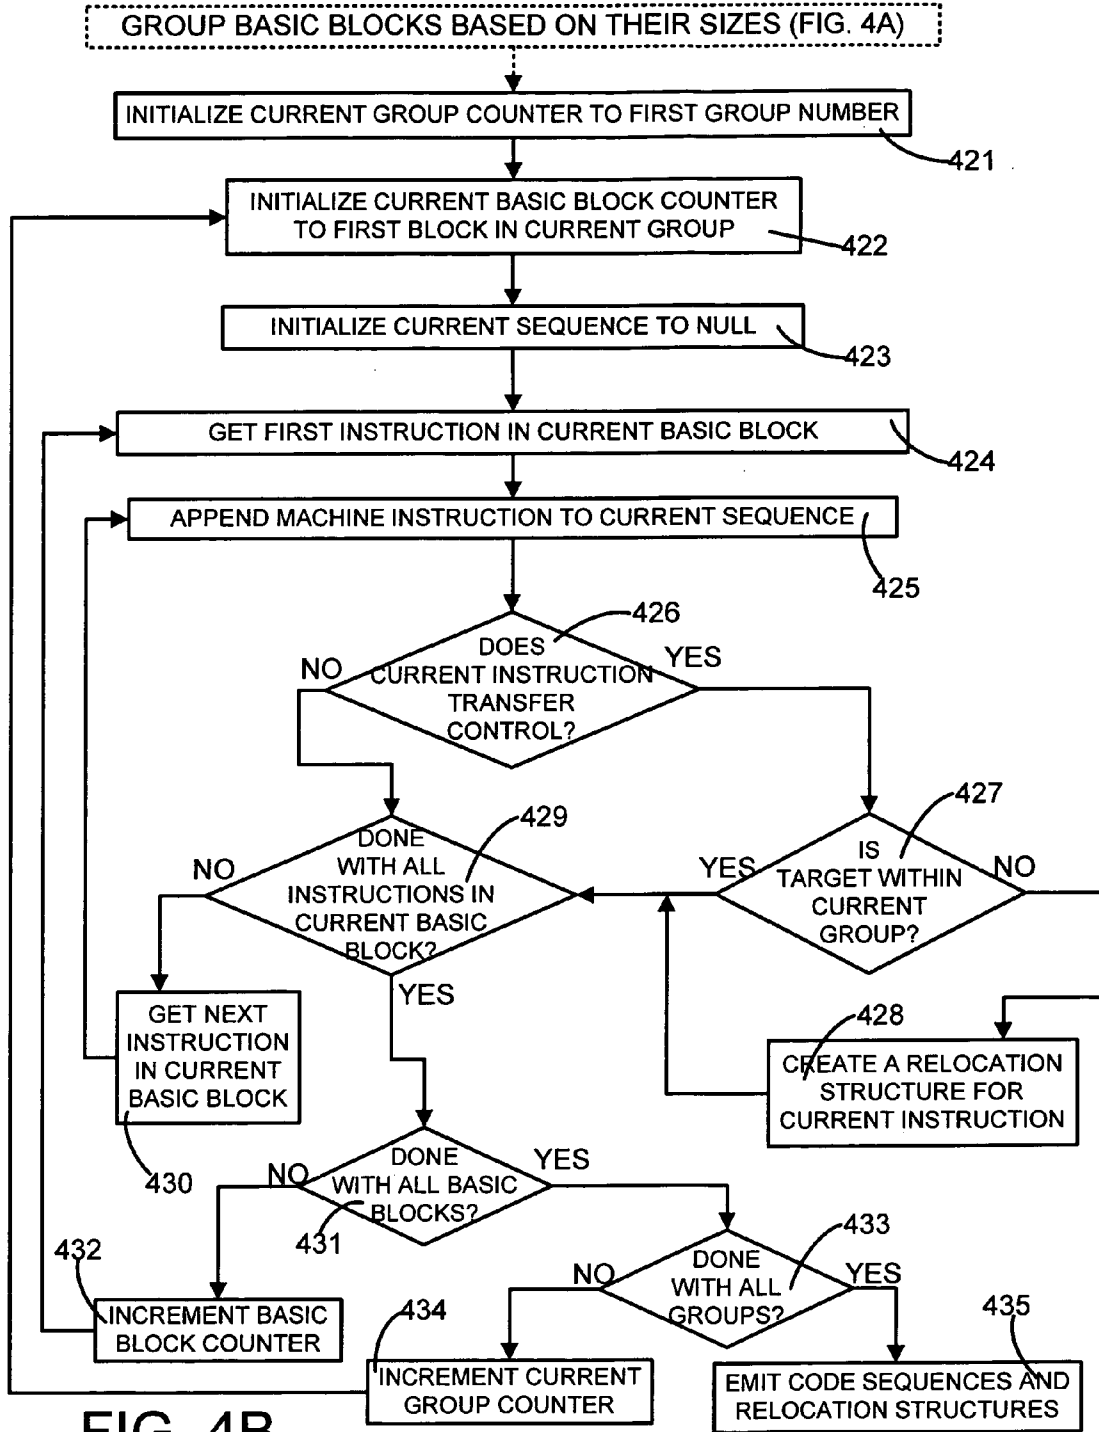 GROUP BASIC BLOCKS BASED ON THEIR SIZES (FIG. 4A)
INITIALIZE CURRENT GROUP COUNTER TO FIRST GROUP NUMBER
421
INITIALIZE CURRENT BASIC BLOCK COUNTER
TO FIRST BLOCK IN CURRENT GROUP
422
INITIALIZE CURRENT SEQUENCE TO NULL
423
GET FIRST INSTRUCTION IN CURRENT BASIC BLOCK
424
APPEND MACHINE INSTRUCTION TO CURRENT SEQUENCE
425
426
DOES
CURRENT INSTRUCTION
TRANSFER
CONTROL?
NO
YES
427
IS
TARGET WITHIN
CURRENT
GROUP?
YES
NO
429
DONE
WITH ALL
INSTRUCTIONS IN
CURRENT BASIC
BLOCK?
NO
YES
428
CREATE A RELOCATION
STRUCTURE FOR
CURRENT INSTRUCTION
GET NEXT
INSTRUCTION
IN CURRENT
BASIC BLOCK
430
DONE
WITH ALL BASIC
BLOCKS?
NO
YES
431
432
INCREMENT BASIC
BLOCK COUNTER
433
DONE
WITH ALL
GROUPS?
NO
YES
434
INCREMENT CURRENT
GROUP COUNTER
435
EMIT CODE SEQUENCES AND
RELOCATION STRUCTURES
FIG. 4B